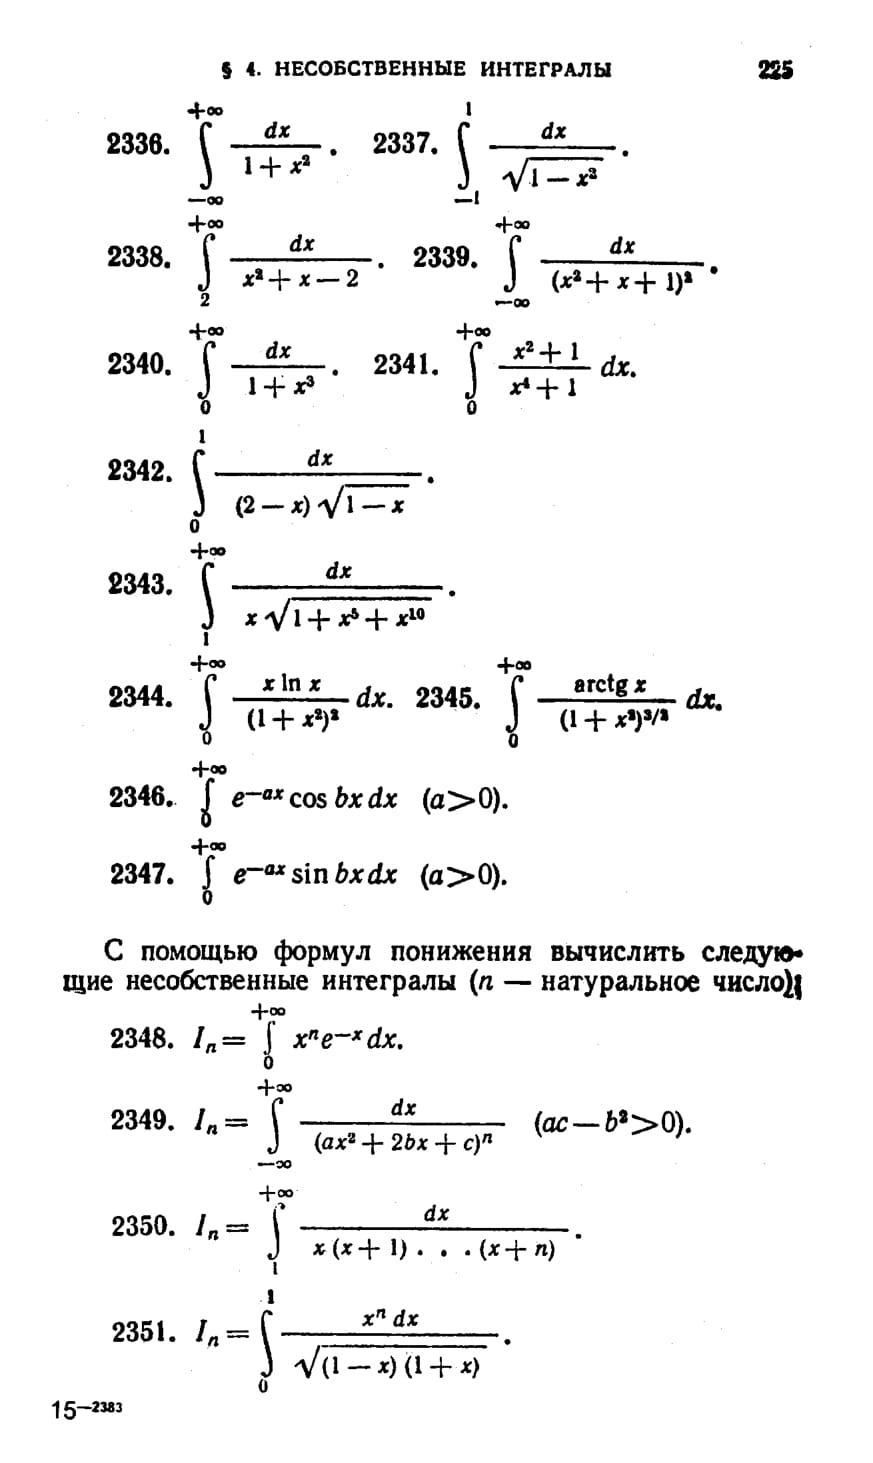 § 4. НЕСОБСТВЕННЫЕ ИНТЕГРАЛЫ 225
2336. \int_{-\infty}^{+\infty} \frac{dx}{1+x^2}. 2337. \int_{-1}^{1} \frac{dx}{\sqrt{1-x^2}}.
2338. \int_{2}^{+\infty} \frac{dx}{x^2+x-2}. 2339. \int_{-\infty}^{+\infty} \frac{dx}{(x^2+x+1)^2}.
2340. \int_{0}^{+\infty} \frac{dx}{1+x^3}. 2341. \int_{0}^{+\infty} \frac{x^2+1}{x^4+1} dx.
2342. \int_{0}^{1} \frac{dx}{(2-x)\sqrt{1-x}}.
2343. \int_{1}^{+\infty} \frac{dx}{x\sqrt{1+x^5+x^{10}}}.
2344. \int_{0}^{+\infty} \frac{x \ln x}{(1+x^2)^2} dx. 2345. \int_{0}^{+\infty} \frac{arctg x}{(1+x^2)^{3/2}} dx.
2346. \int_{0}^{+\infty} e^{-ax} \cos bx dx (a>0).
2347. \int_{0}^{+\infty} e^{-ax} \sin bx dx (a>0).
С помощью формул понижения вычислить следую-
щие несобственные интегралы (n — натуральное число):
2348. I_n = \int_{0}^{+\infty} x^n e^{-x} dx.
2349. I_n = \int_{-\infty}^{+\infty} \frac{dx}{(ax^2+2bx+c)^n} (ac-b^2>0).
2350. I_n = \int_{1}^{+\infty} \frac{dx}{x(x+1)...(x+n)}.
2351. I_n = \int_{0}^{1} \frac{x^n dx}{\sqrt{(1-x)(1+x)}}.
15—2383